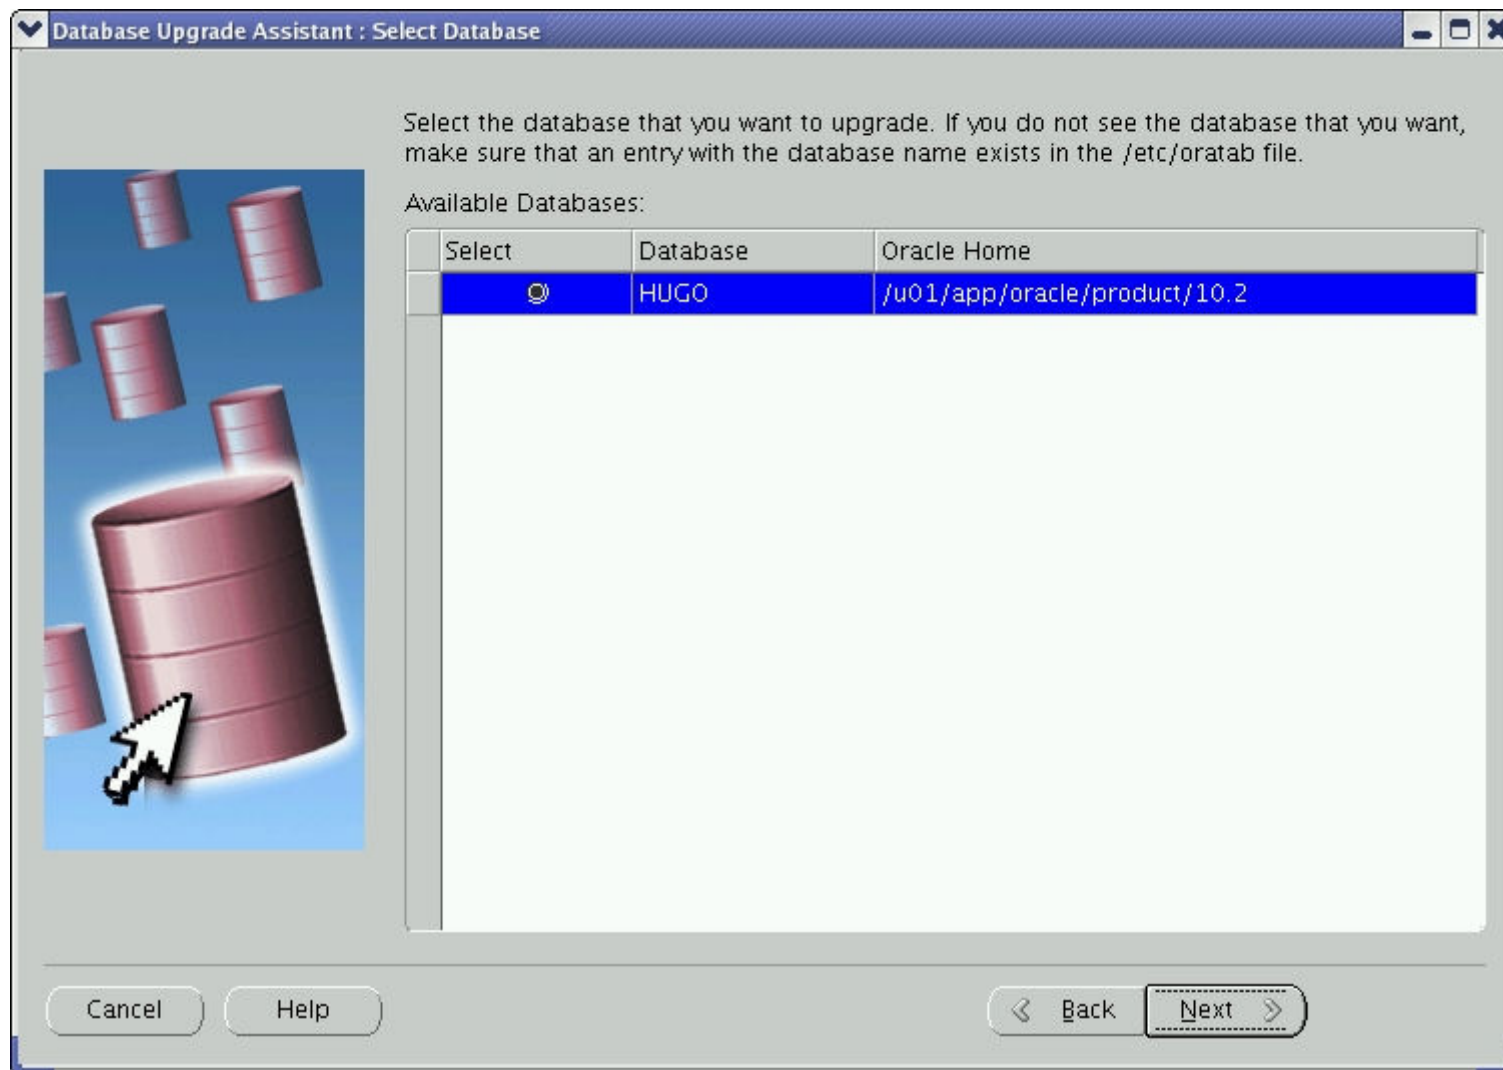 Database Upgrade Assistant : Select Database
Select the database that you want to upgrade. If you do not see the database that you want,
make sure that an entry with the database name exists in the /etc/oratab file.
Available Databases:
Select Database Oracle Home
HUGO /u01/app/oracle/product/10.2
Cancel Help Back Next